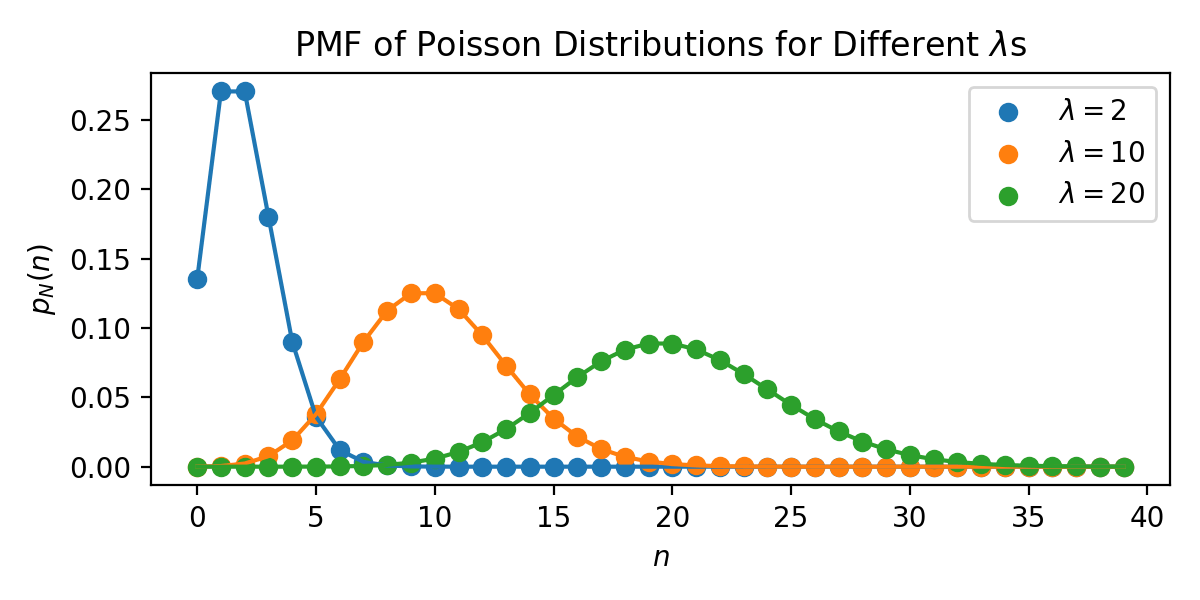 PMF of Poisson Distributions for Different λs
0.25
0.20
0.15
0.10
0.05
0.00
p_N(n)
λ = 2
λ = 10
λ = 20
0 5 10 15 20 25 30 35 40
n